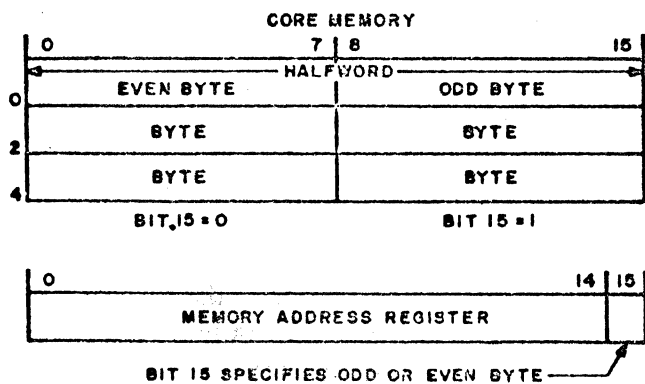 CORE MEMORY
0 7 8 15
HALFWORD
EVEN BYTE ODD BYTE
0
BYTE BYTE
2
BYTE BYTE
4
BIT.15=0 BIT 15=1
0 14 15
MEMORY ADDRESS REGISTER
BIT 15 SPECIFIES ODD OR EVEN BYTE